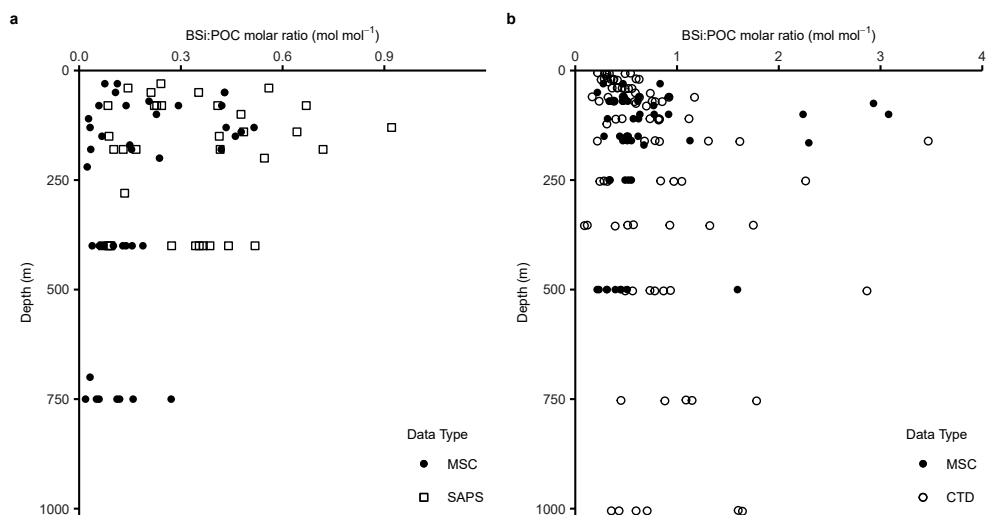 a
BSi:POC molar ratio (mol mol⁻¹)
0.0 0.3 0.6 0.9
0
250
500
750
1000
Depth (m)
Data Type
MSC
SAPS
b
BSi:POC molar ratio (mol mol⁻¹)
0 1 2 3 4
0
250
500
750
1000
Depth (m)
Data Type
MSC
CTD